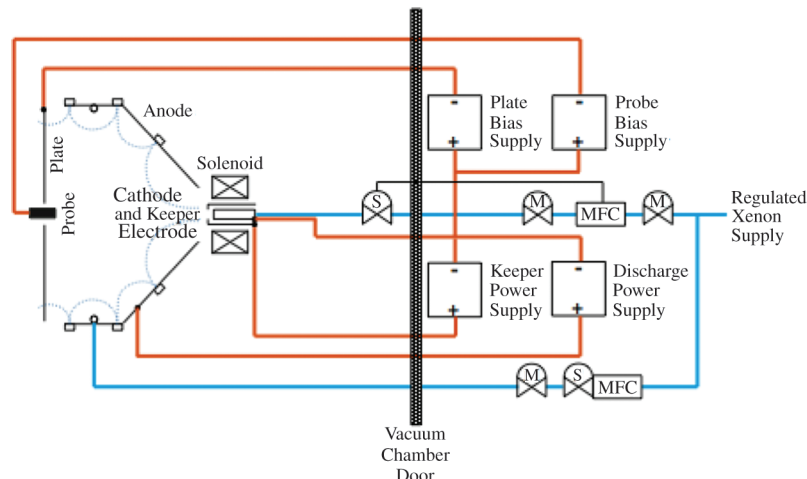 Plate
Bias
Supply
-
+
Probe
Bias
Supply
-
+
Anode
Solenoid
Plate
Probe
Cathode
and Keeper
Electrode
S
M
MFC
M
Regulated
Xenon
Supply
Keeper
Power
Supply
-
+
Discharge
Power
Supply
-
+
M
S
MFC
Vacuum
Chamber
Door